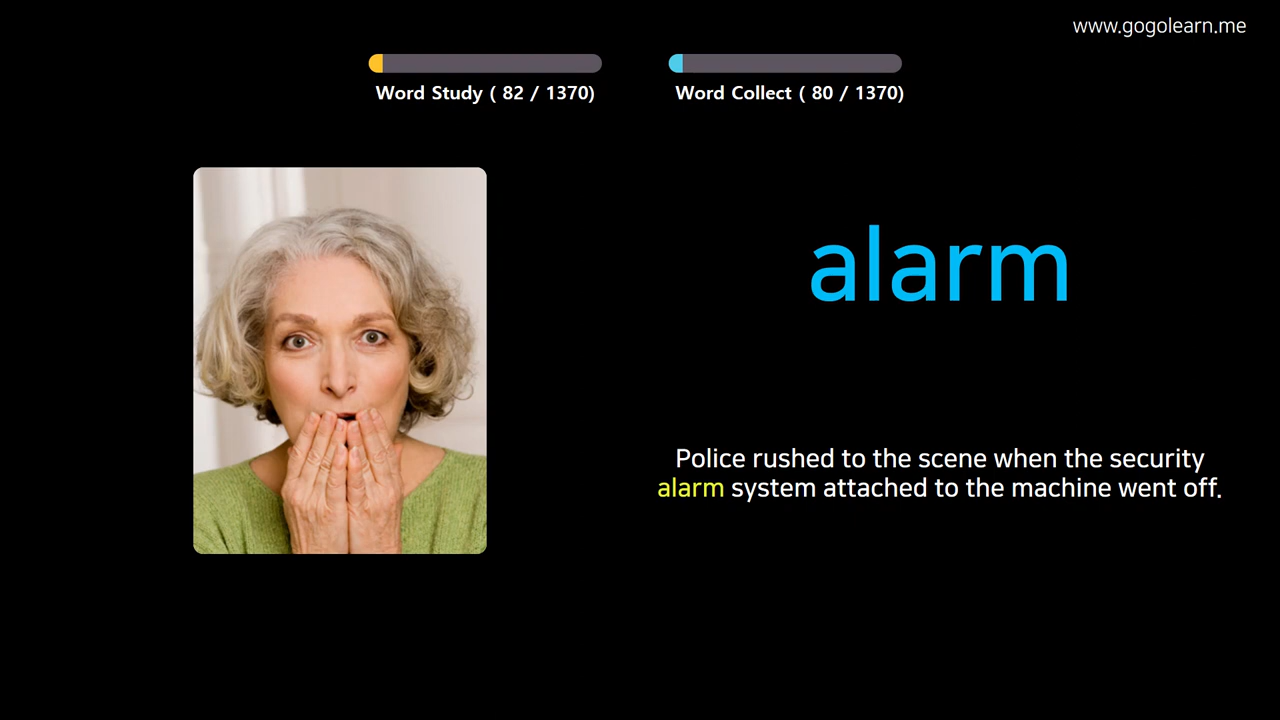 www.gogolearn.me
Word Study ( 82 / 1370)
Word Collect ( 80 / 1370)
alarm
Police rushed to the scene when the security
alarm system attached to the machine went off.